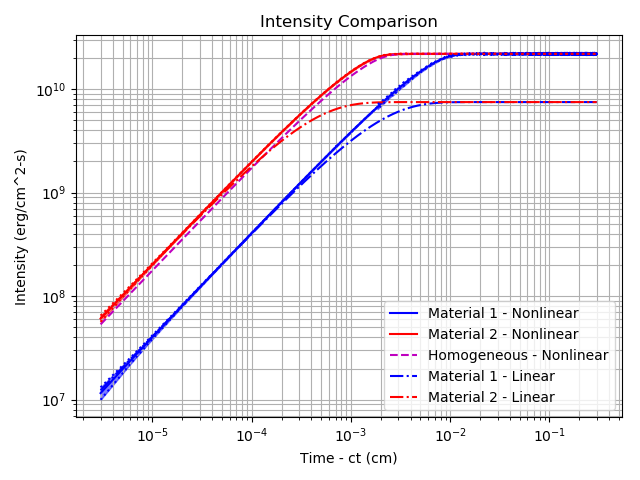 Intensity Comparison
Intensity (erg/cm^2-s)
10^10
10^9
10^8
10^7
Material 1 - Nonlinear
Material 2 - Nonlinear
Homogeneous - Nonlinear
Material 1 - Linear
Material 2 - Linear
10^-5
10^-4
10^-3
10^-2
10^-1
Time - ct (cm)